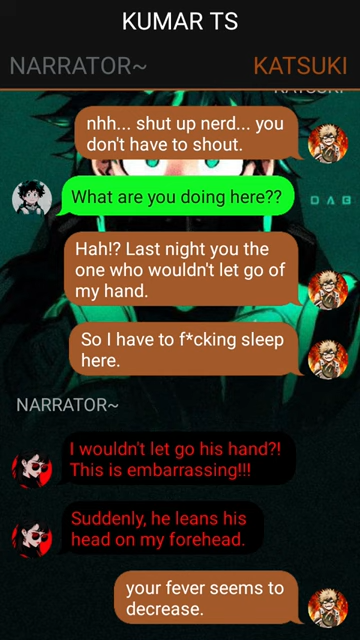 KUMAR TS
NARRATOR~
KATSUKI
KATSUKI
nhh... shut up nerd... you
don't have to shout.
What are you doing here??
DAB
Hah!? Last night you the
one who wouldn't let go of
my hand.
So I have to f*cking sleep
here.
NARRATOR~
I wouldn't let go his hand?!
This is embarrassing!!!
Suddenly, he leans his
head on my forehead.
your fever seems to
decrease.